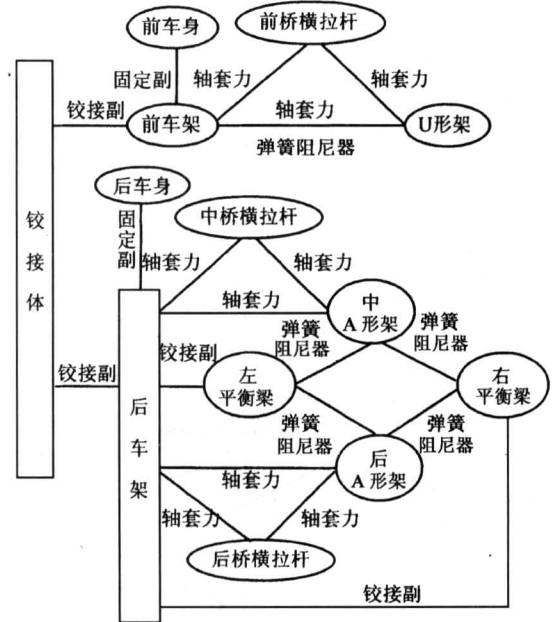 前车身
前桥横拉杆
固定副
轴套力
轴套力
铰接副
前车架
轴套力
U形架
弹簧阻尼器
后车身
铰接体
固定副
中桥横拉杆
轴套力
轴套力
轴套力
中
A 形架
弹簧
阻尼器
弹簧
阻尼器
铰接副
铰接副
左
平衡梁
右
平衡梁
后车架
弹簧
阻尼器
弹簧
阻尼器
后
A 形架
轴套力
轴套力
轴套力
后桥横拉杆
铰接副